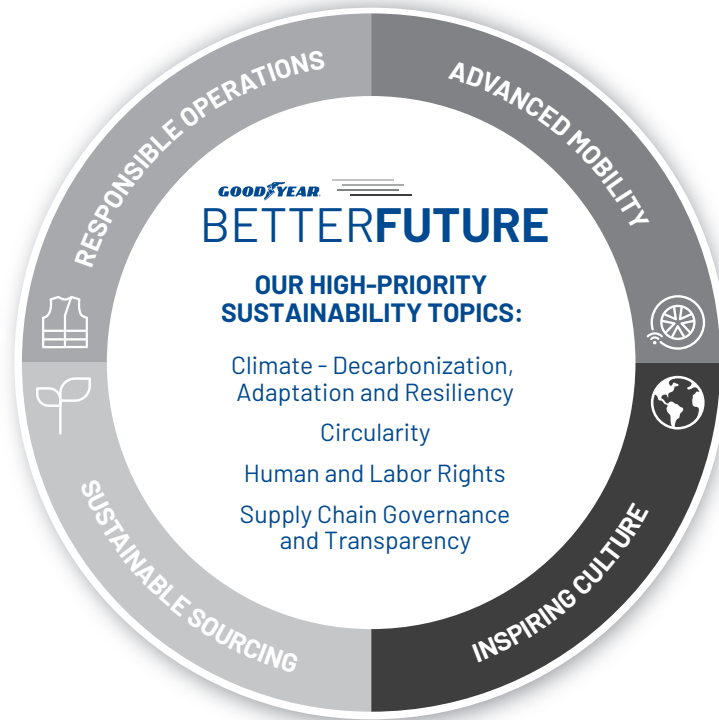 RESPONSIBLE OPERATIONS
ADVANCED MOBILITY
GOODYEAR
BETTERFUTURE
OUR HIGH-PRIORITY
SUSTAINABILITY TOPICS:
Climate - Decarbonization,
Adaptation and Resiliency
Circularity
Human and Labor Rights
Supply Chain Governance
and Transparency
SUSTAINABLE SOURCING
INSPIRING CULTURE